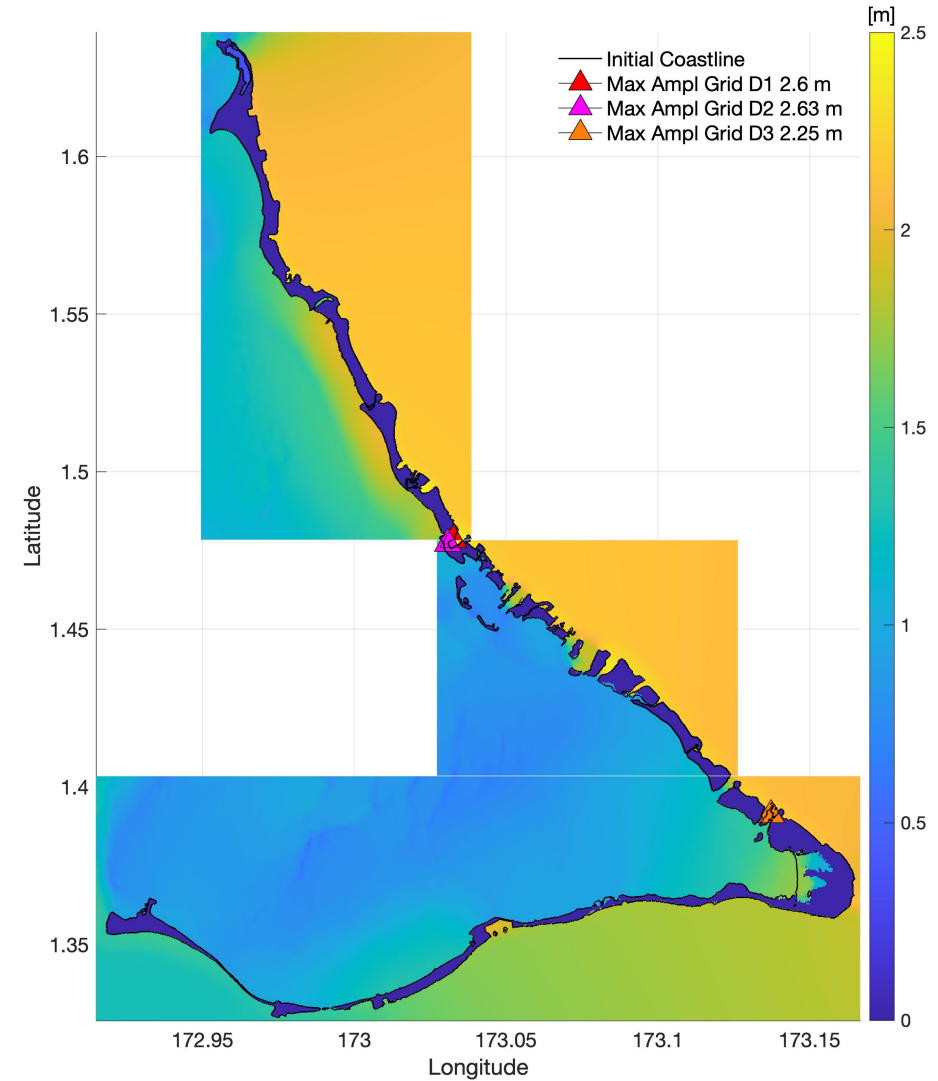 [m]
2.5
Initial Coastline
Max Ampl Grid D1 2.6 m
Max Ampl Grid D2 2.63 m
Max Ampl Grid D3 2.25 m
1.6
2
1.55
1.5
1.5
Latitude
1.45
1
1.4
0.5
1.35
0
172.95 173 173.05 173.1 173.15
Longitude